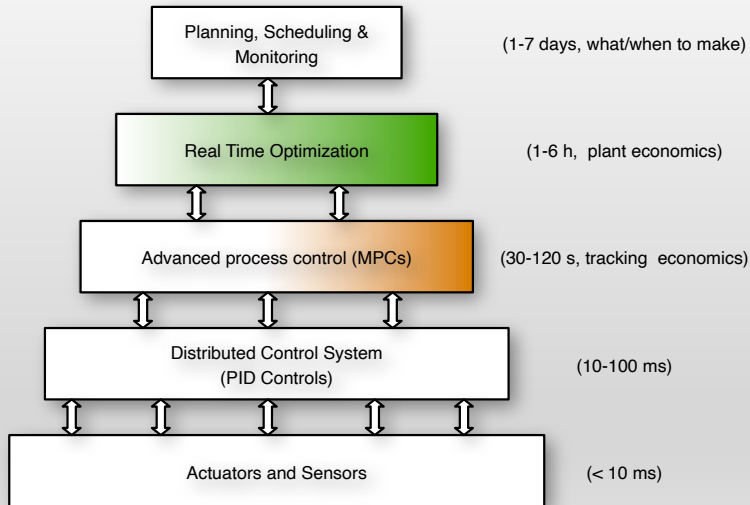 Planning, Scheduling &
Monitoring
(1-7 days, what/when to make)
Real Time Optimization
(1-6 h, plant economics)
Advanced process control (MPCs)
(30-120 s, tracking economics)
Distributed Control System
(PID Controls)
(10-100 ms)
Actuators and Sensors
(< 10 ms)